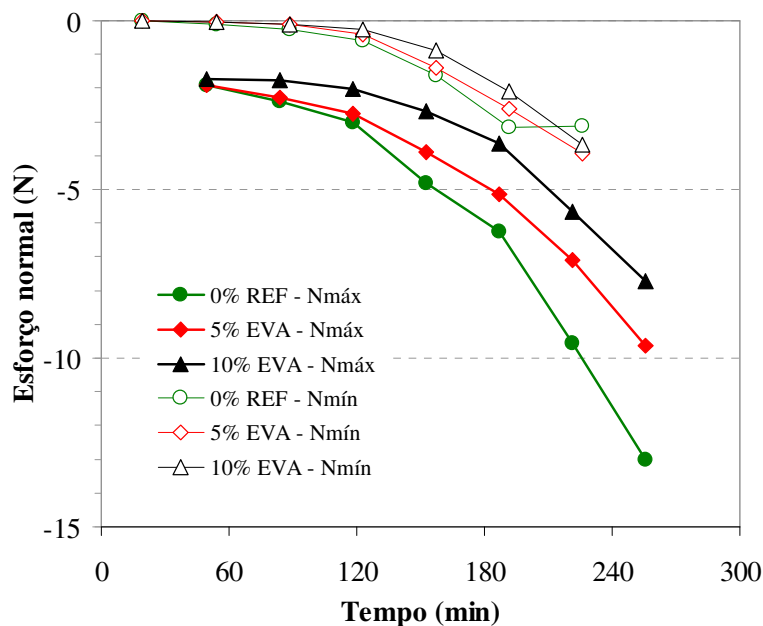 0
-5
-10
-15
Esforço normal (N)
0% REF - Nmáx
5% EVA - Nmáx
10% EVA - Nmáx
0% REF - Nmín
5% EVA - Nmín
10% EVA - Nmín
0 60 120 180 240 300
Tempo (min)